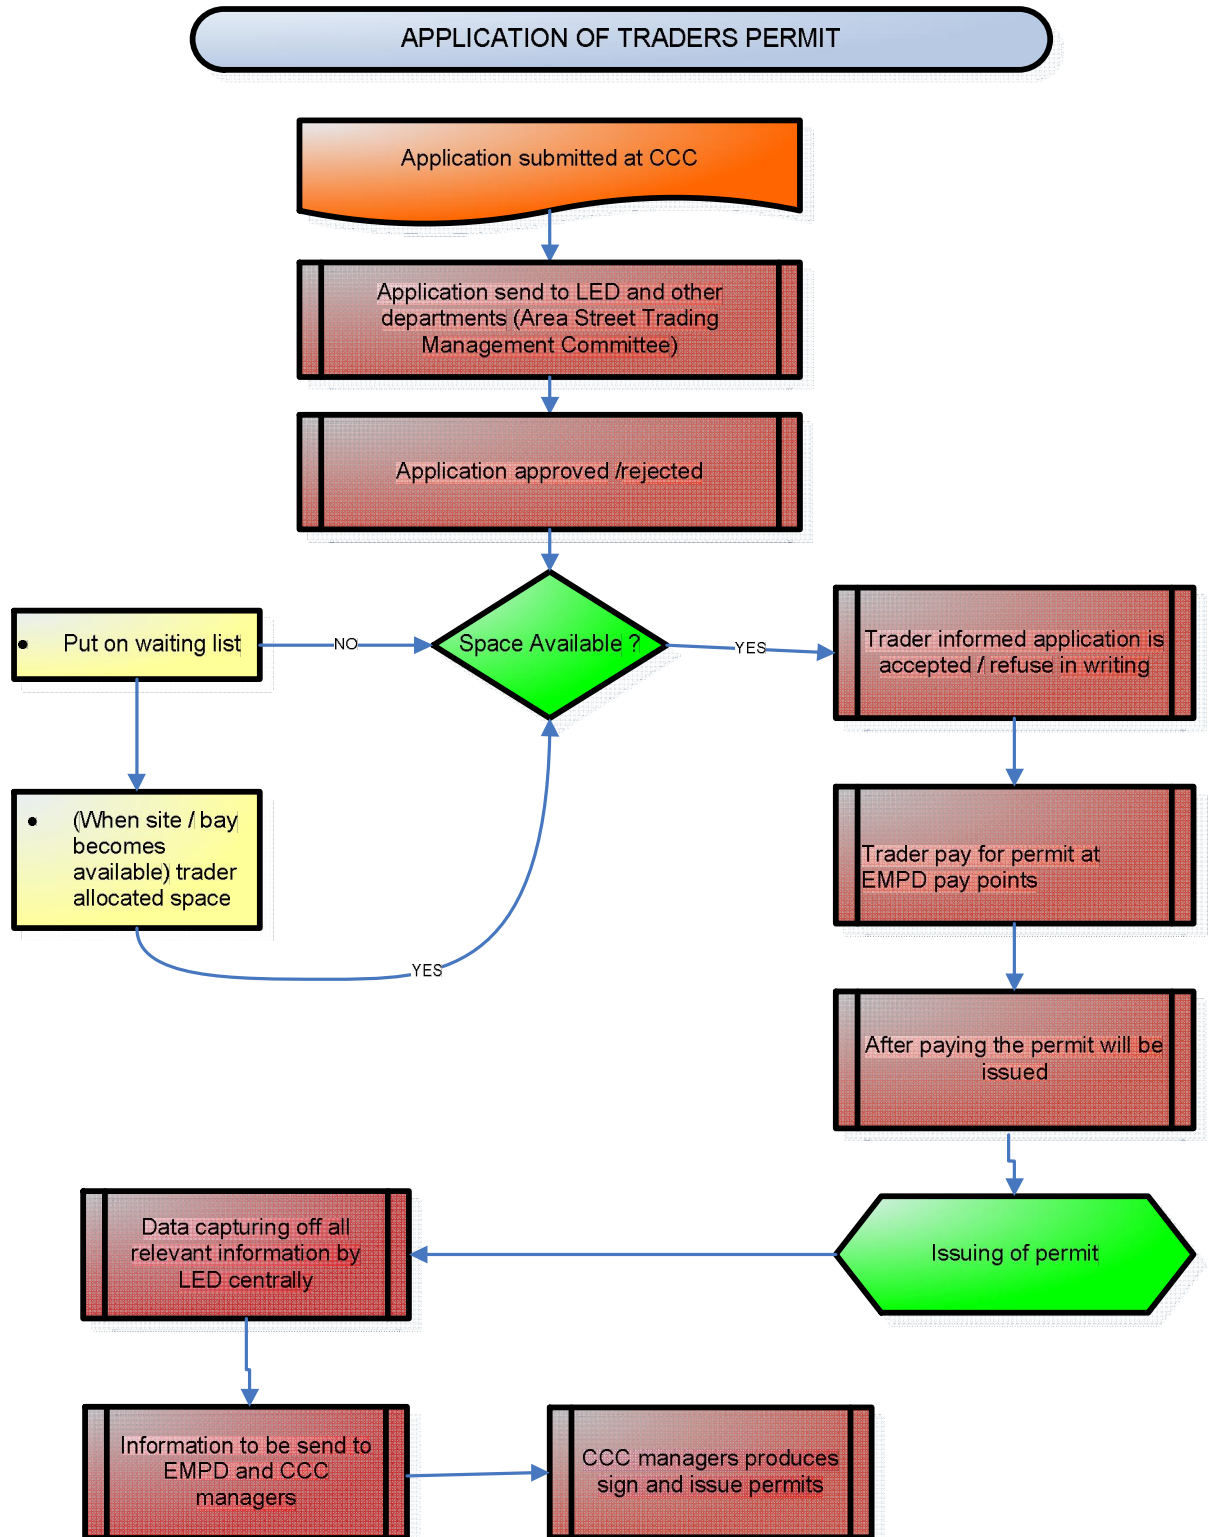 APPLICATION OF TRADERS PERMIT
Application submitted at CCC
Application send to LED and other
departments (Area Street Trading
Management Committee)
Application approved /rejected
• Put on waiting list
NO
Space Available ?
YES
Trader informed application is
accepted / refuse in writing
• (When site / bay
becomes
available) trader
allocated space
YES
Trader pay for permit at
EMPD pay points
After paying the permit will be
issued
Issuing of permit
Data capturing off all
relevant information by
LED centrally
Information to be send to
EMPD and CCC
managers
CCC managers produces
sign and issue permits